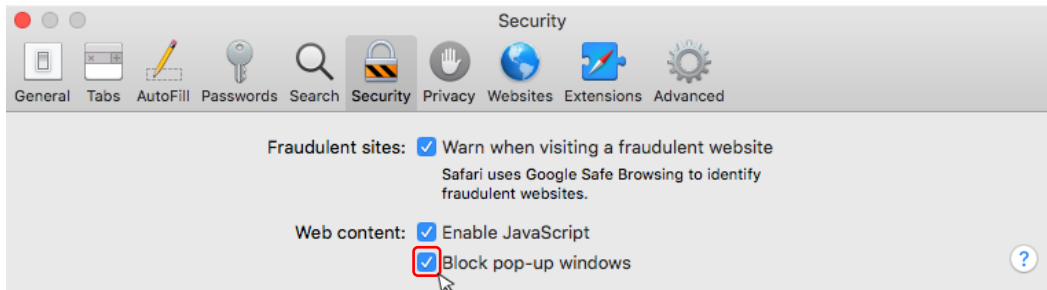 Security
General Tabs AutoFill Passwords Search Security Privacy Websites Extensions Advanced
Fraudulent sites: Warn when visiting a fraudulent website
Safari uses Google Safe Browsing to identify
fraudulent websites.
Web content: Enable JavaScript
Block pop-up windows
?